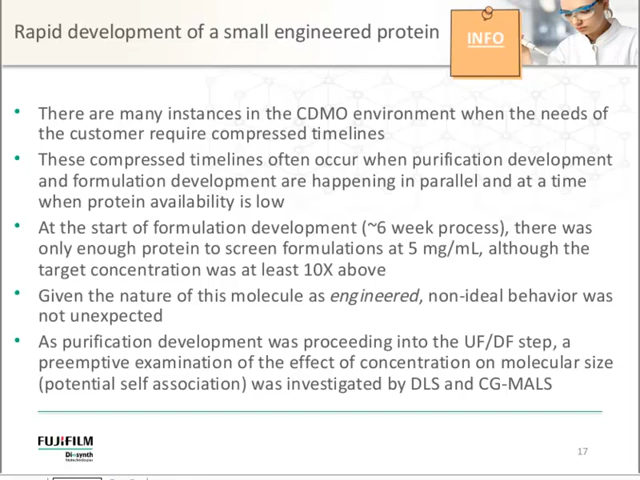 Rapid development of a small engineered protein
INFO
• There are many instances in the CDMO environment when the needs of
the customer require compressed timelines
• These compressed timelines often occur when purification development
and formulation development are happening in parallel and at a time
when protein availability is low
• At the start of formulation development (~6 week process), there was
only enough protein to screen formulations at 5 mg/mL, although the
target concentration was at least 10X above
• Given the nature of this molecule as engineered, non-ideal behavior was
not unexpected
• As purification development was proceeding into the UF/DF step, a
preemptive examination of the effect of concentration on molecular size
(potential self association) was investigated by DLS and CG-MALS
FUJIFILM
Diosynth
17